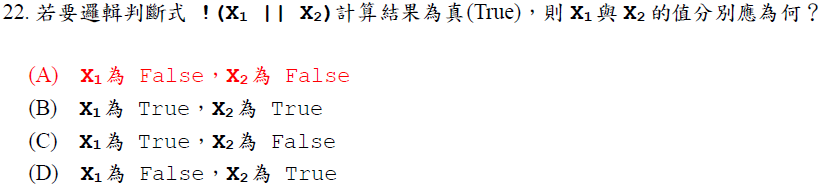 22. 若要邏輯判斷式 !(X₁ || X₂)計算結果為真(True)，則 X₁與 X₂ 的值分別應為何？
(A) X₁為 False，X₂為 False
(B) X₁為 True，X₂為 True
(C) X₁為 True，X₂為 False
(D) X₁為 False，X₂為 True